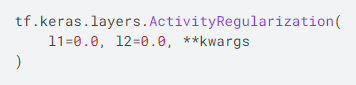 tf.keras.layers.ActivityRegularization(
    l1=0.0, l2=0.0, **kwargs
)